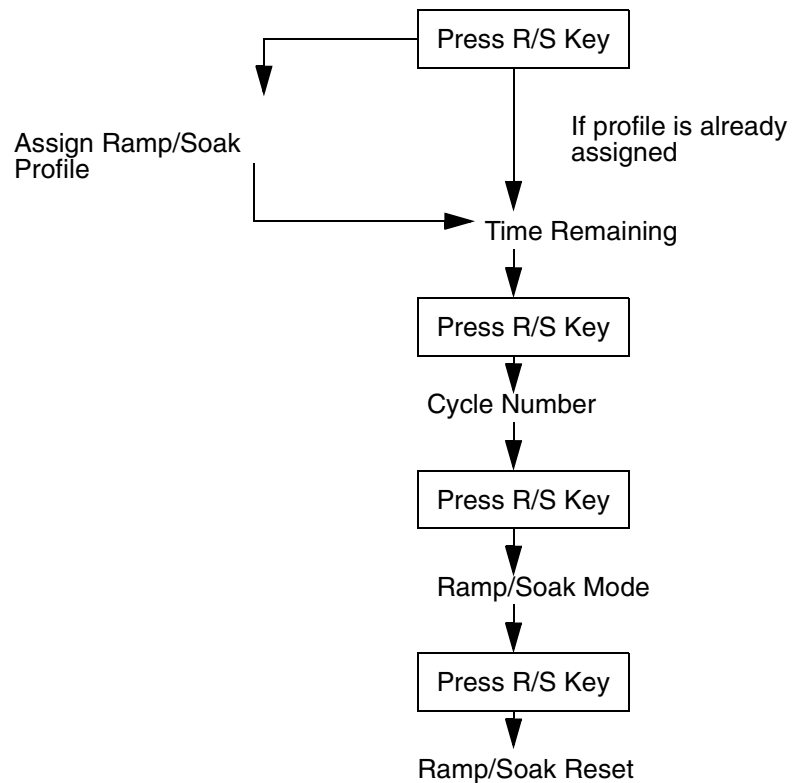 Press R/S Key
If profile is already
assigned
Assign Ramp/Soak
Profile
Time Remaining
Press R/S Key
Cycle Number
Press R/S Key
Ramp/Soak Mode
Press R/S Key
Ramp/Soak Reset